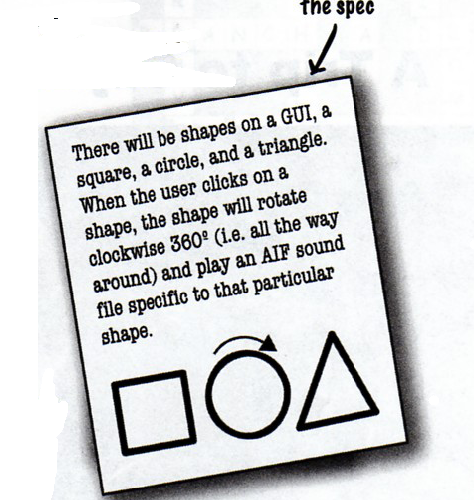 the spec
There will be shapes on a GUI, a
square, a circle, and a triangle.
When the user clicks on a
shape, the shape will rotate
clockwise 360º (i.e. all the way
around) and play an AIF sound
file specific to that particular
shape.